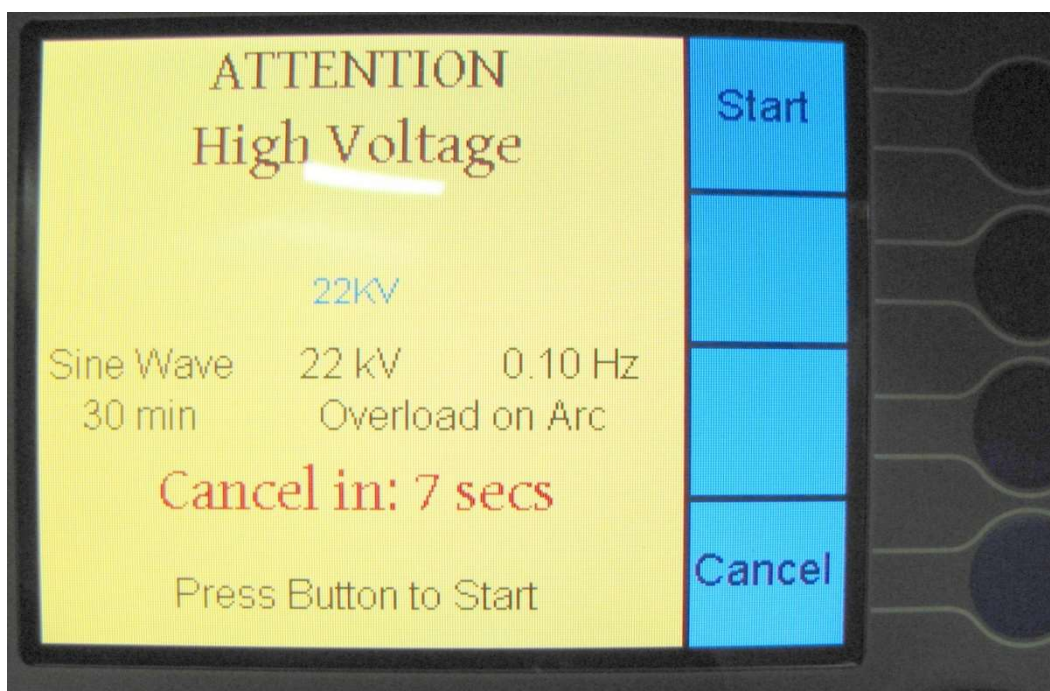 ATTENTION
High Voltage
22KV
Sine Wave 22 kV 0.10 Hz
30 min Overload on Arc
Cancel in: 7 secs
Press Button to Start
Start
Cancel